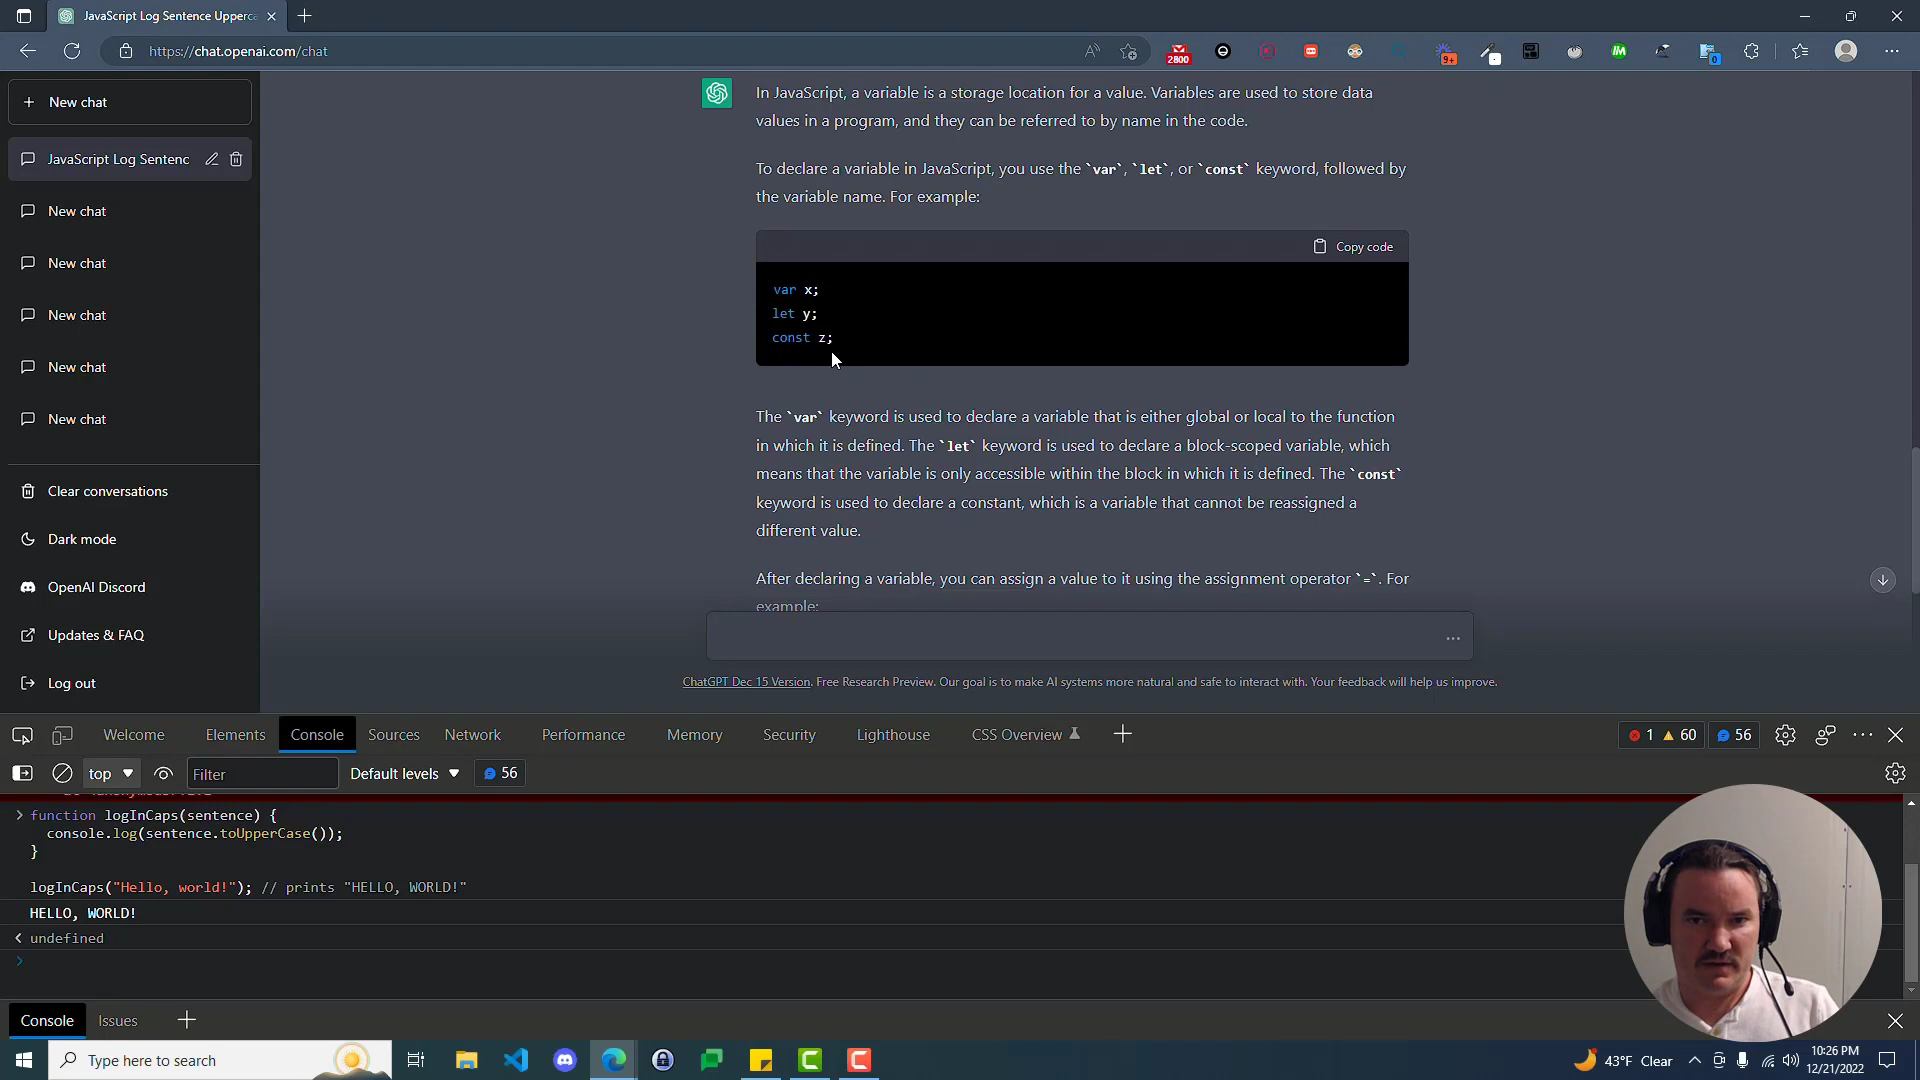 JavaScript Log Sentence Upperca
https://chat.openai.com/chat
2800
9+
0
New chat
JavaScript Log Sentenc
New chat
New chat
New chat
New chat
New chat
Clear conversations
Dark mode
OpenAI Discord
Updates & FAQ
Log out
In JavaScript, a variable is a storage location for a value. Variables are used to store data
values in a program, and they can be referred to by name in the code.
To declare a variable in JavaScript, you use the `var`, `let`, or `const` keyword, followed by
the variable name. For example:
Copy code
var x;
let y;
const z;
The `var` keyword is used to declare a variable that is either global or local to the function
in which it is defined. The `let` keyword is used to declare a block-scoped variable, which
means that the variable is only accessible within the block in which it is defined. The `const`
keyword is used to declare a constant, which is a variable that cannot be reassigned a
different value.
After declaring a variable, you can assign a value to it using the assignment operator `=`. For
example:
ChatGPT Dec 15 Version. Free Research Preview. Our goal is to make AI systems more natural and safe to interact with. Your feedback will help us improve.
Welcome Elements Console Sources Network Performance Memory Security Lighthouse CSS Overview 1 60 56
top Filter Default levels 56
function logInCaps(sentence) {
console.log(sentence.toUpperCase());
}
logInCaps("Hello, world!"); // prints "HELLO, WORLD!"
HELLO, WORLD!
undefined
Console Issues
Type here to search
43°F Clear
10:26 PM
12/21/2022